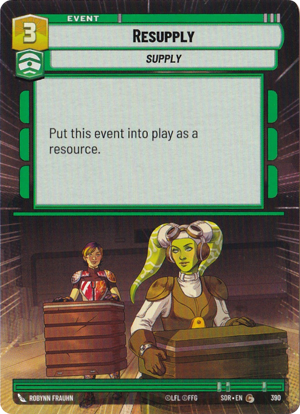 EVENT
3
RESUPPLY
SUPPLY
Put this event into play as a
resource.
ROBYNN FRAUHN
©LFL ©FFG
SOR • EN
C
390